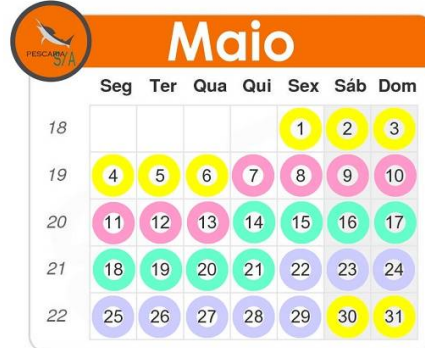 PESCARIA S/A
Maio
Seg Ter Qua Qui Sex Sáb Dom
18 1 2 3
19 4 5 6 7 8 9 10
20 11 12 13 14 15 16 17
21 18 19 20 21 22 23 24
22 25 26 27 28 29 30 31